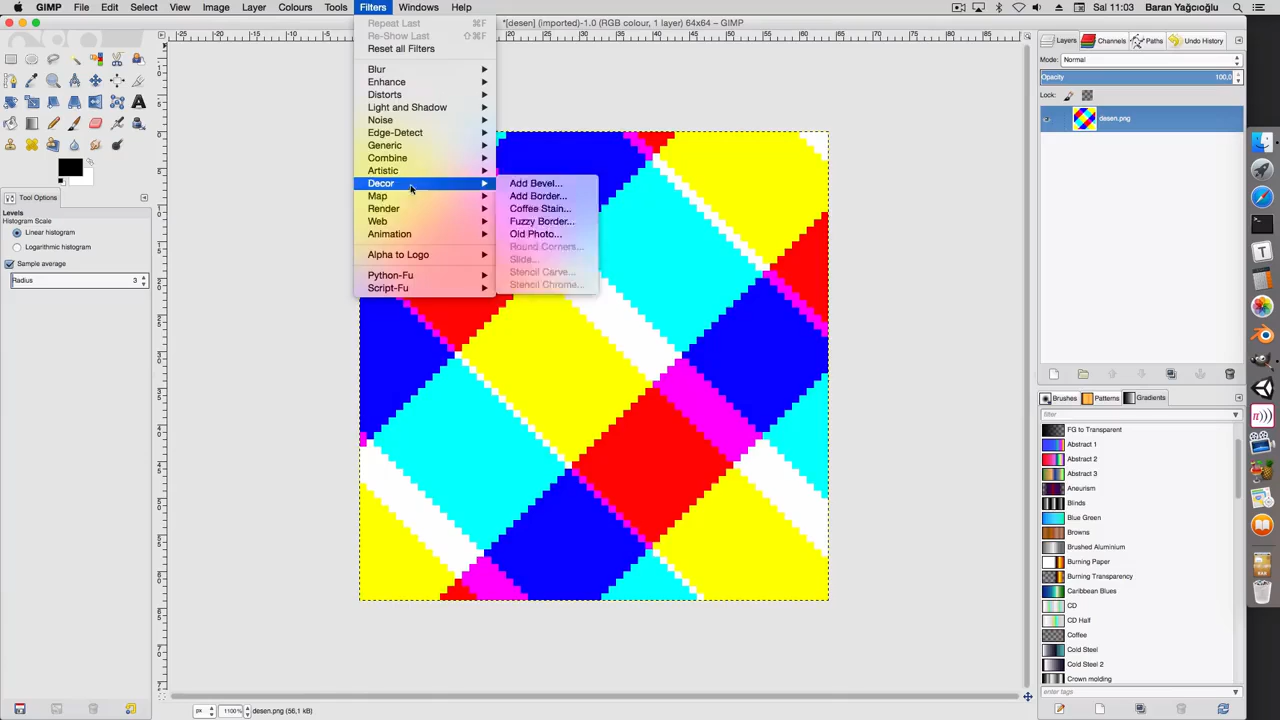 GIMP File Edit Select View Image Layer Colours Tools Filters Windows Help
Sal 11:03 Baran Yağcıoğlu
*[desen] (imported)-1.0 (RGB colour, 1 layer) 64x64 – GIMP
Repeat Last ⌘F
Re-Show Last ⇧⌘F
Reset all Filters
Blur
Enhance
Distorts
Light and Shadow
Noise
Edge-Detect
Generic
Combine
Artistic
Decor
Map
Render
Web
Animation
Alpha to Logo
Python-Fu
Script-Fu
Add Bevel...
Add Border...
Coffee Stain...
Fuzzy Border...
Old Photo...
Round Corners...
Slide...
Stencil Carve...
Stencil Chrome...
Tool Options
Levels
Histogram Scale
Linear histogram
Logarithmic histogram
Sample average
Radius 3
Layers Channels Paths Undo History
Mode: Normal
Opacity 100,0
Lock:
desen.png
Brushes Patterns Gradients
filter
FG to Transparent
Abstract 1
Abstract 2
Abstract 3
Aneurism
Blinds
Blue Green
Browns
Brushed Aluminium
Burning Paper
Burning Transparency
Caribbean Blues
CD
CD Half
Coffee
Cold Steel
Cold Steel 2
Crown molding
enter tags
px 1100% desen.png (56,1 kB)